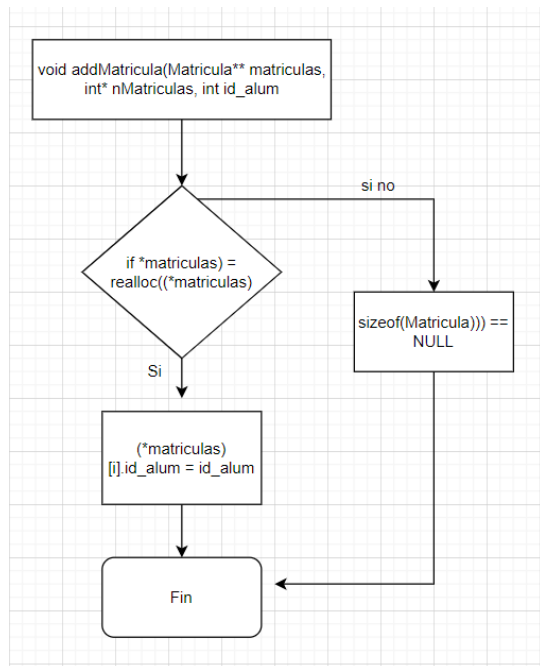 void addMatricula(Matricula** matriculas,
int* nMatriculas, int id_alum
si no
if *matriculas) =
realloc((*matriculas)
sizeof(Matricula))) ==
NULL
Si
(*matriculas)
[i].id_alum = id_alum
Fin